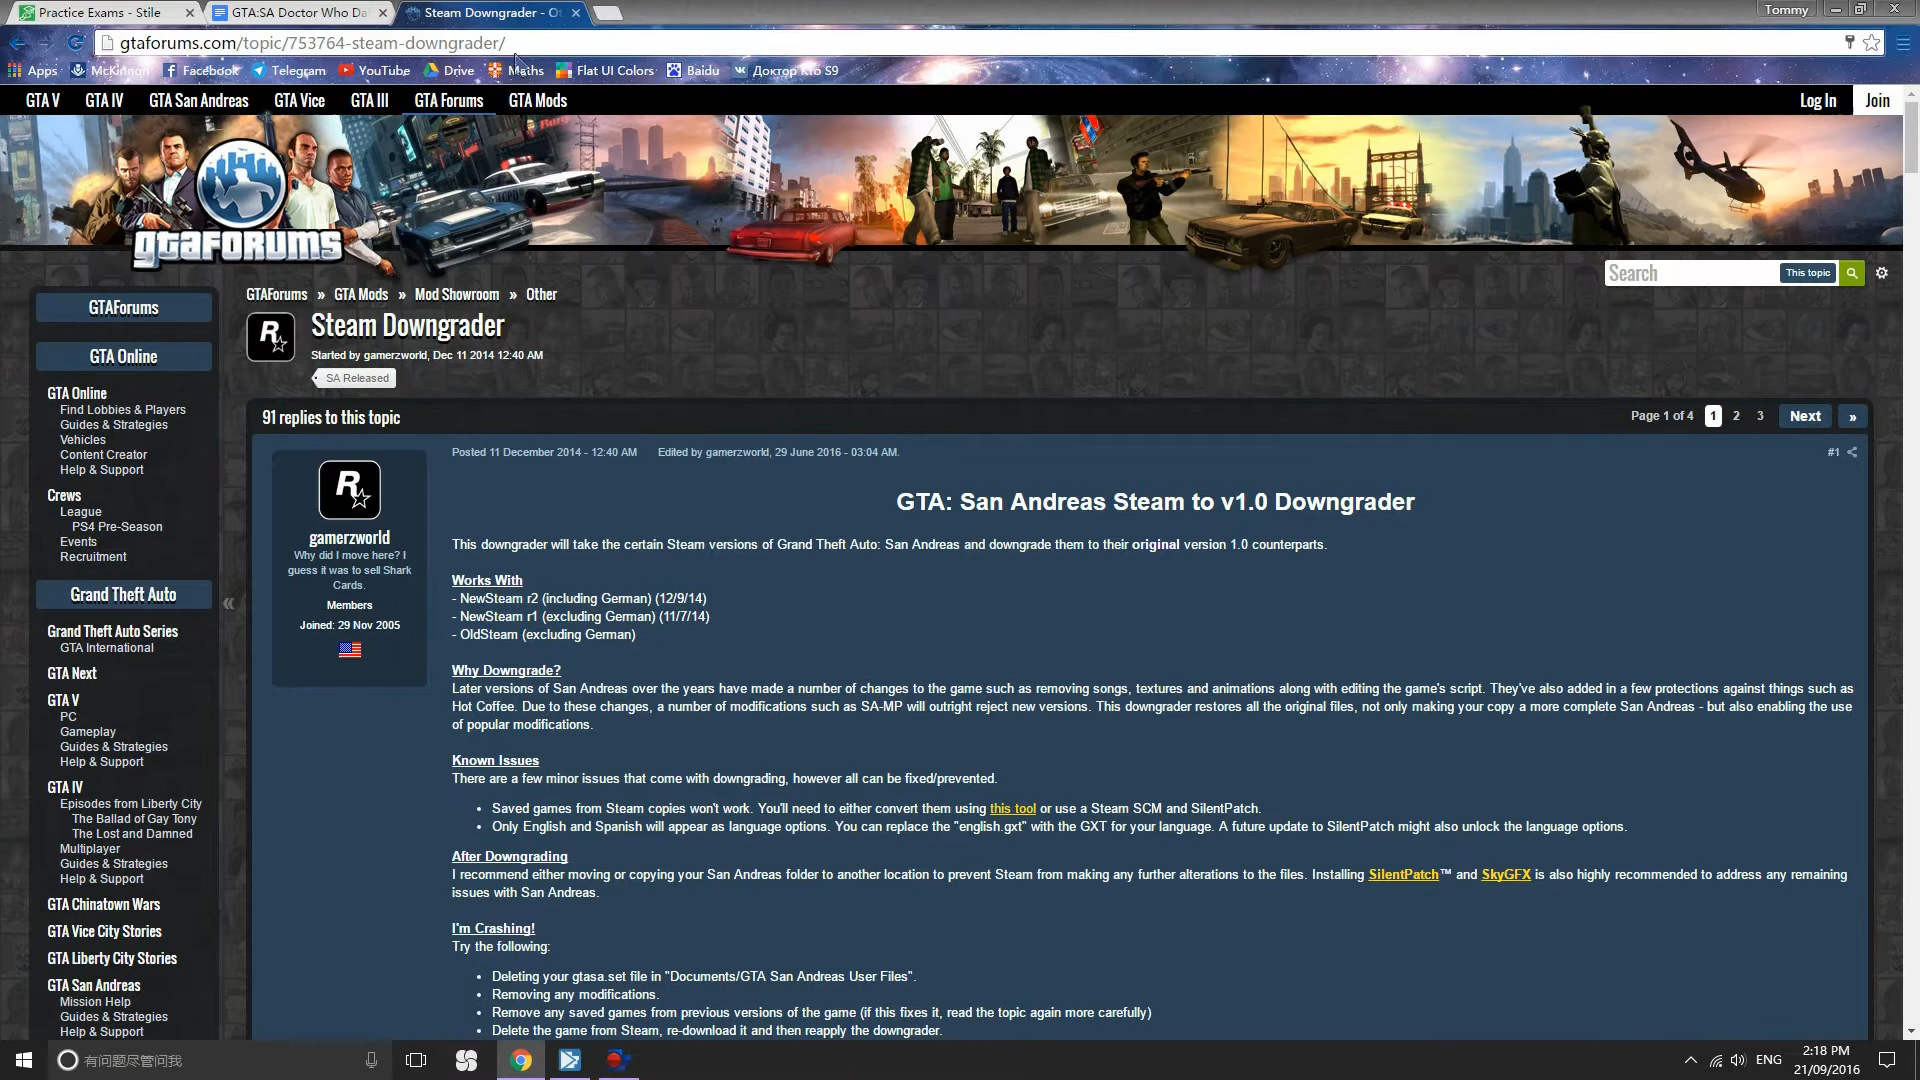 Practice Exams - Stile
GTA:SA Doctor Who Dal
Steam Downgrader - Ot
Tommy
gtaforums.com/topic/753764-steam-downgrader/
Apps McKinnon Facebook Telegram YouTube Drive Maths Flat UI Colors Baidu Доктор Кто S9
GTA V GTA IV GTA San Andreas GTA Vice GTA III GTA Forums GTA Mods Log In Join
gtaFORUMS
Search This topic
GTAForums » GTA Mods » Mod Showroom » Other
Steam Downgrader
Started by gamerzworld, Dec 11 2014 12:40 AM
SA Released
GTAForums
GTA Online
GTA Online
Find Lobbies & Players
Guides & Strategies
Vehicles
Content Creator
Help & Support
Crews
League
PS4 Pre-Season
Events
Recruitment
Grand Theft Auto
Grand Theft Auto Series
GTA International
GTA Next
GTA V
PC
Gameplay
Guides & Strategies
Help & Support
GTA IV
Episodes from Liberty City
The Ballad of Gay Tony
The Lost and Damned
Multiplayer
Guides & Strategies
Help & Support
GTA Chinatown Wars
GTA Vice City Stories
GTA Liberty City Stories
GTA San Andreas
Mission Help
Guides & Strategies
Help & Support
«
91 replies to this topic
Page 1 of 4 1 2 3 Next »
R
gamerzworld
Why did I move here? I
guess it was to sell Shark
Cards.
Members
Joined: 29 Nov 2005
Posted 11 December 2014 - 12:40 AM Edited by gamerzworld, 29 June 2016 - 03:04 AM.
#1
GTA: San Andreas Steam to v1.0 Downgrader
This downgrader will take the certain Steam versions of Grand Theft Auto: San Andreas and downgrade them to their original version 1.0 counterparts.
Works With
- NewSteam r2 (including German) (12/9/14)
- NewSteam r1 (excluding German) (11/7/14)
- OldSteam (excluding German)
Why Downgrade?
Later versions of San Andreas over the years have made a number of changes to the game such as removing songs, textures and animations along with editing the game's script. They've also added in a few protections against things such as
Hot Coffee. Due to these changes, a number of modifications such as SA-MP will outright reject new versions. This downgrader restores all the original files, not only making your copy a more complete San Andreas - but also enabling the use
of popular modifications.
Known Issues
There are a few minor issues that come with downgrading, however all can be fixed/prevented.
• Saved games from Steam copies won't work. You'll need to either convert them using this tool or use a Steam SCM and SilentPatch.
• Only English and Spanish will appear as language options. You can replace the "english.gxt" with the GXT for your language. A future update to SilentPatch might also unlock the language options.
After Downgrading
I recommend either moving or copying your San Andreas folder to another location to prevent Steam from making any further alterations to the files. Installing SilentPatch™ and SkyGFX is also highly recommended to address any remaining
issues with San Andreas.
I'm Crashing!
Try the following:
• Deleting your gtasa.set file in "Documents/GTA San Andreas User Files".
• Removing any modifications.
• Remove any saved games from previous versions of the game (if this fixes it, read the topic again more carefully)
• Delete the game from Steam, re-download it and then reapply the downgrader.
有问题尽管问我
ENG
2:18 PM
21/09/2016